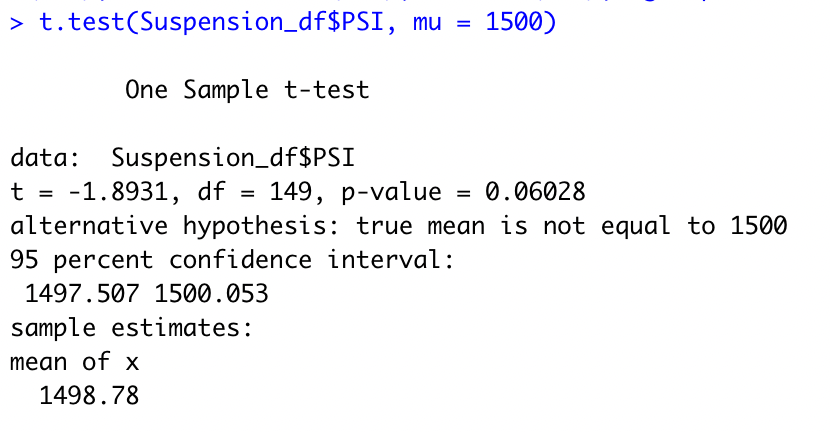 > t.test(Suspension_df$PSI, mu = 1500)
One Sample t-test
data:  Suspension_df$PSI
t = -1.8931, df = 149, p-value = 0.06028
alternative hypothesis: true mean is not equal to 1500
95 percent confidence interval:
 1497.507 1500.053
sample estimates:
mean of x
  1498.78